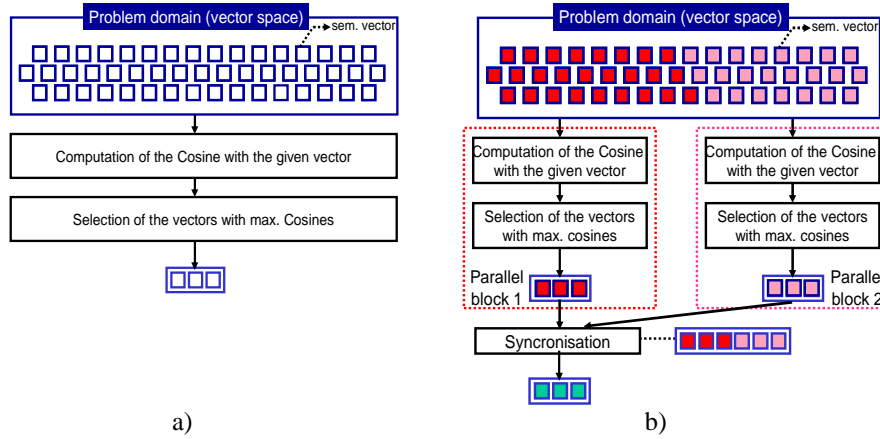 Problem domain (vector space)
sem. vector
Computation of the Cosine with the given vector
Selection of the vectors with max. Cosines
a)
Problem domain (vector space)
sem. vector
Computation of the Cosine
with the given vector
Selection of the vectors
with max. cosines
Parallel
block 1
Computation of the Cosine
with the given vector
Selection of the vectors
with max. cosines
Parallel
block 2
Syncronisation
b)